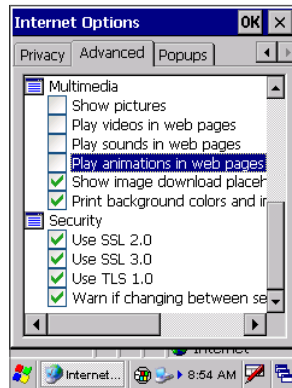 Internet Options OK
Privacy Advanced Popups
Multimedia
Show pictures
Play videos in web pages
Play sounds in web pages
Play animations in web pages
Show image download placeh
Print background colors and in
Security
Use SSL 2.0
Use SSL 3.0
Use TLS 1.0
Warn if changing between se
Internet
Internet... 8:54 AM